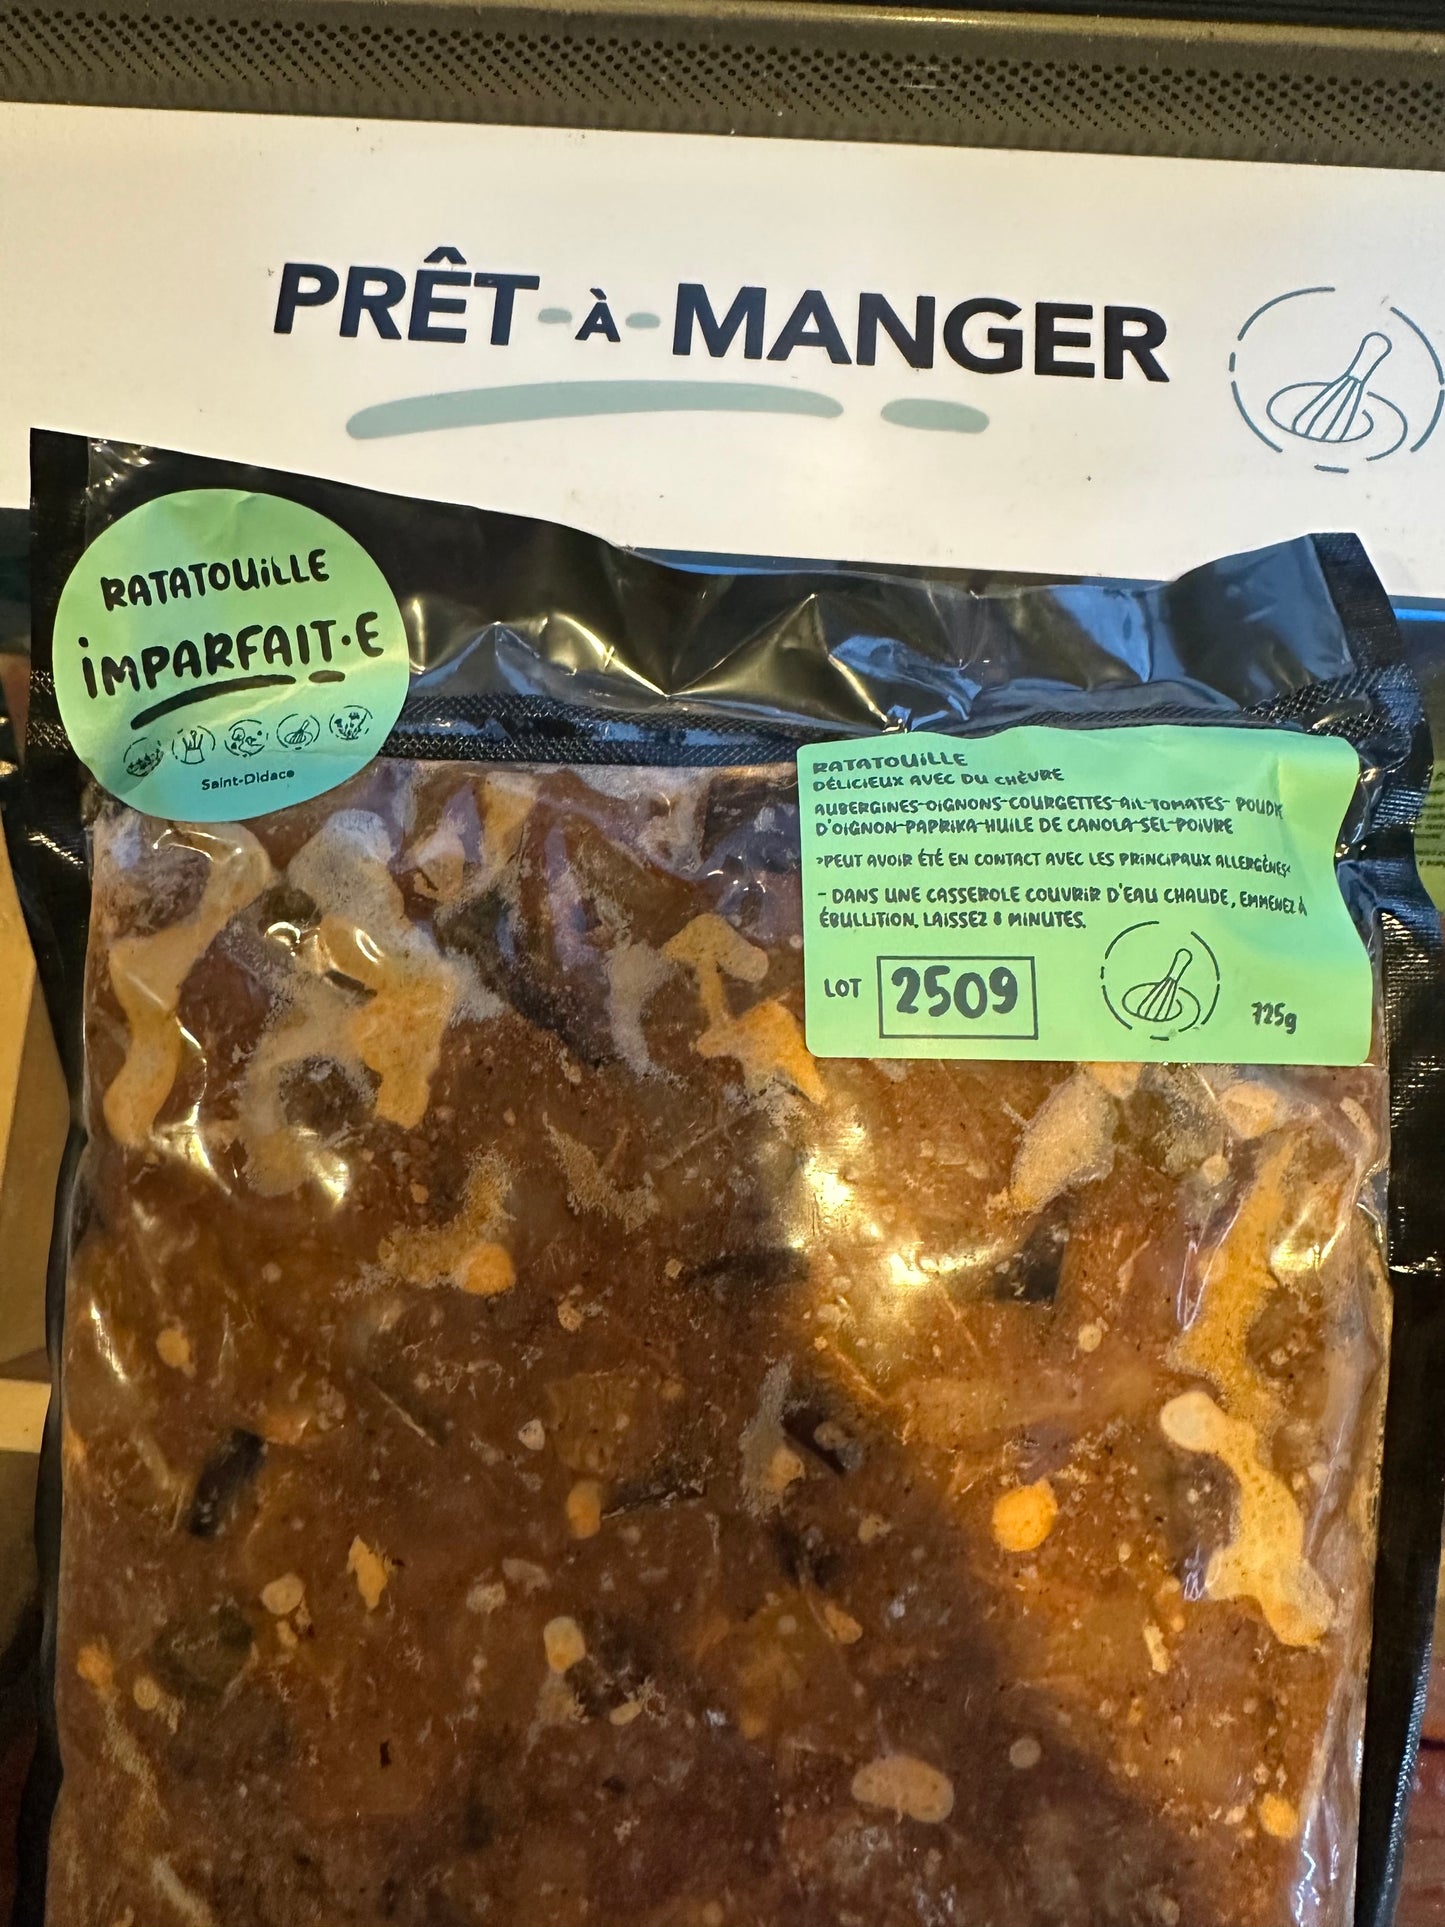 PRÊT-À-MANGER
RATATOUiLLE
iMPARFAIT·E
Saint-Didace
RATATOUiLLE
DÉLICIEUX AVEC DU CHÈVRE
AUBERGINES-OIGNONS-COURGETTES-AIL-TOMATES- POUDR
D'OIGNON-PAPRIKA-HUILE DE CANOLA-SEL-POIVRE
*PEUT AVOIR ÉTÉ EN CONTACT AVEC LES PRINCIPAUX ALLERGÈNES*
- DANS UNE CASSEROLE COUVRIR D'EAU CHAUDE, EMMENEZ À
ÉBULLITION. LAISSEZ 8 MINUTES.
LOT 2509
725g